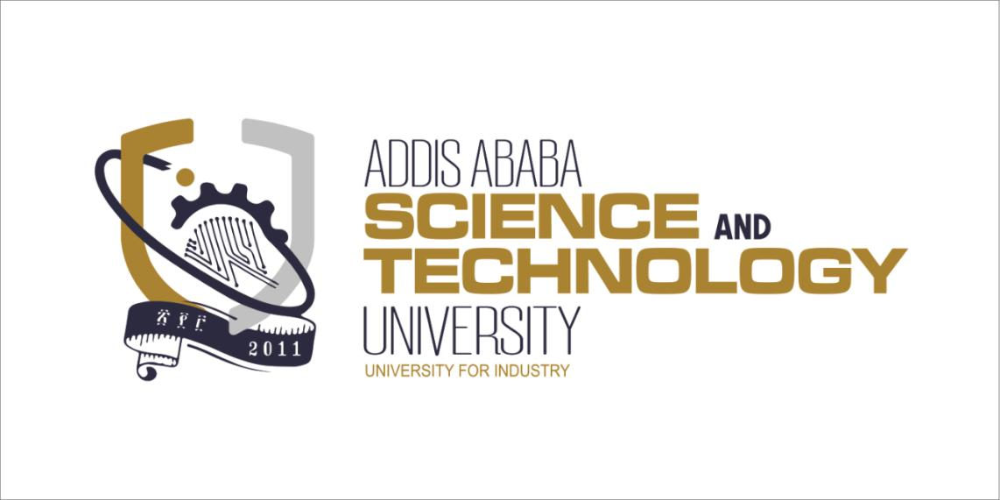 ADDIS ABABA
SCIENCE AND
TECHNOLOGY
UNIVERSITY
UNIVERSITY FOR INDUSTRY
2011